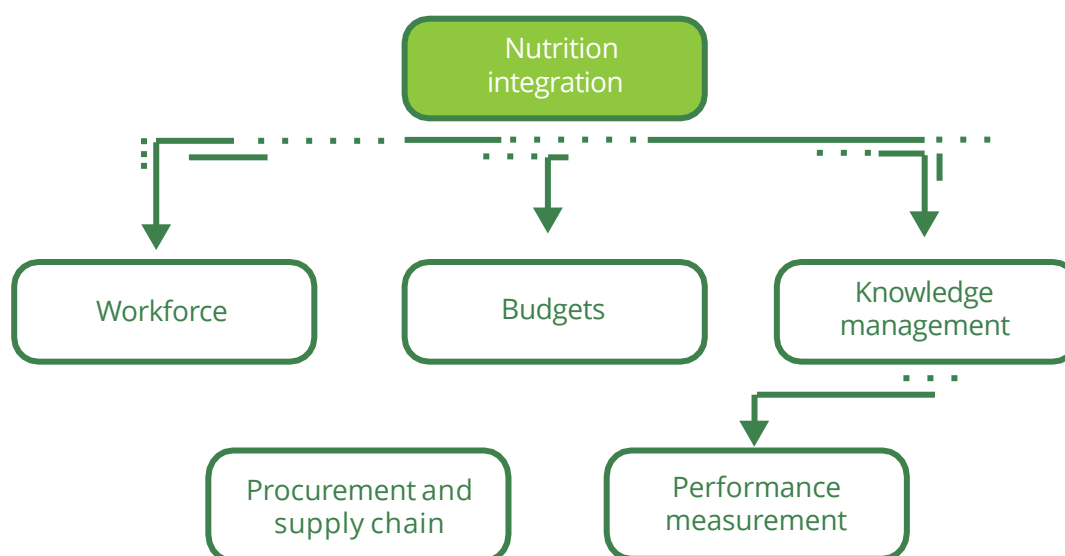 Nutrition
integration
Workforce
Budgets
Knowledge
management
Procurement and
supply chain
Performance
measurement